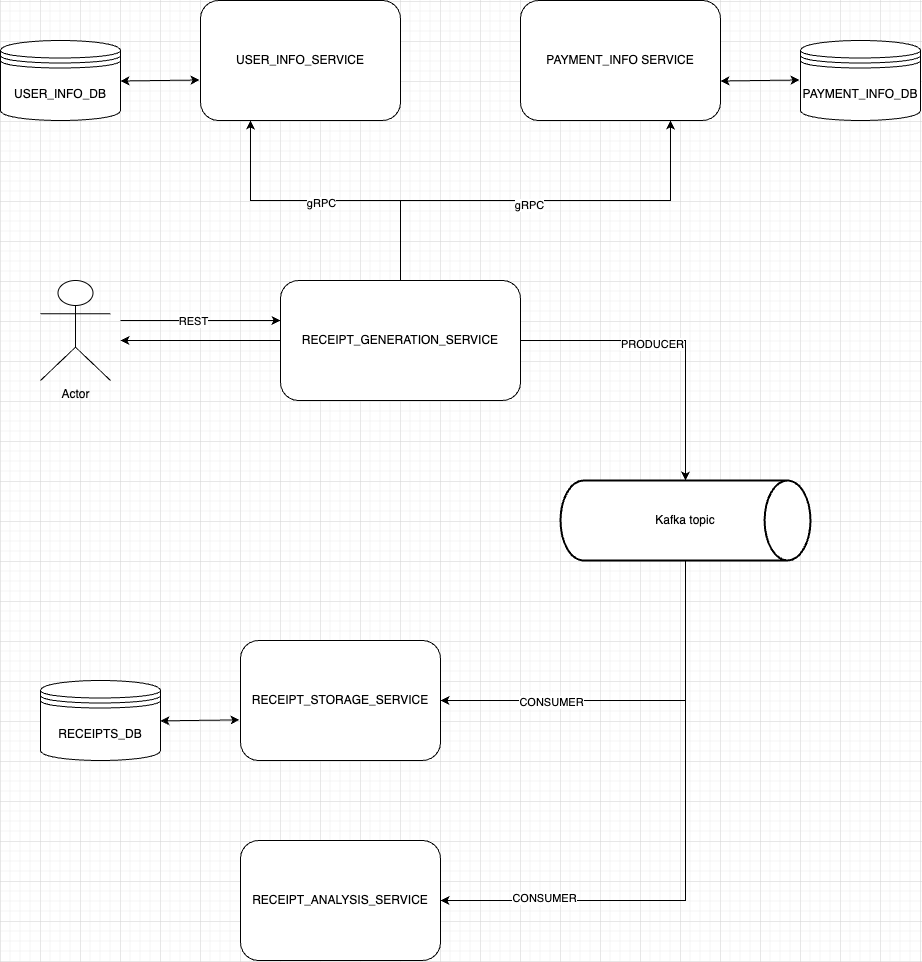 USER_INFO_SERVICE
PAYMENT_INFO SERVICE
USER_INFO_DB
PAYMENT_INFO_DB
gRPC
gRPC
REST
RECEIPT_GENERATION_SERVICE
PRODUCER
Actor
Kafka topic
RECEIPT_STORAGE_SERVICE
CONSUMER
RECEIPTS_DB
RECEIPT_ANALYSIS_SERVICE
CONSUMER